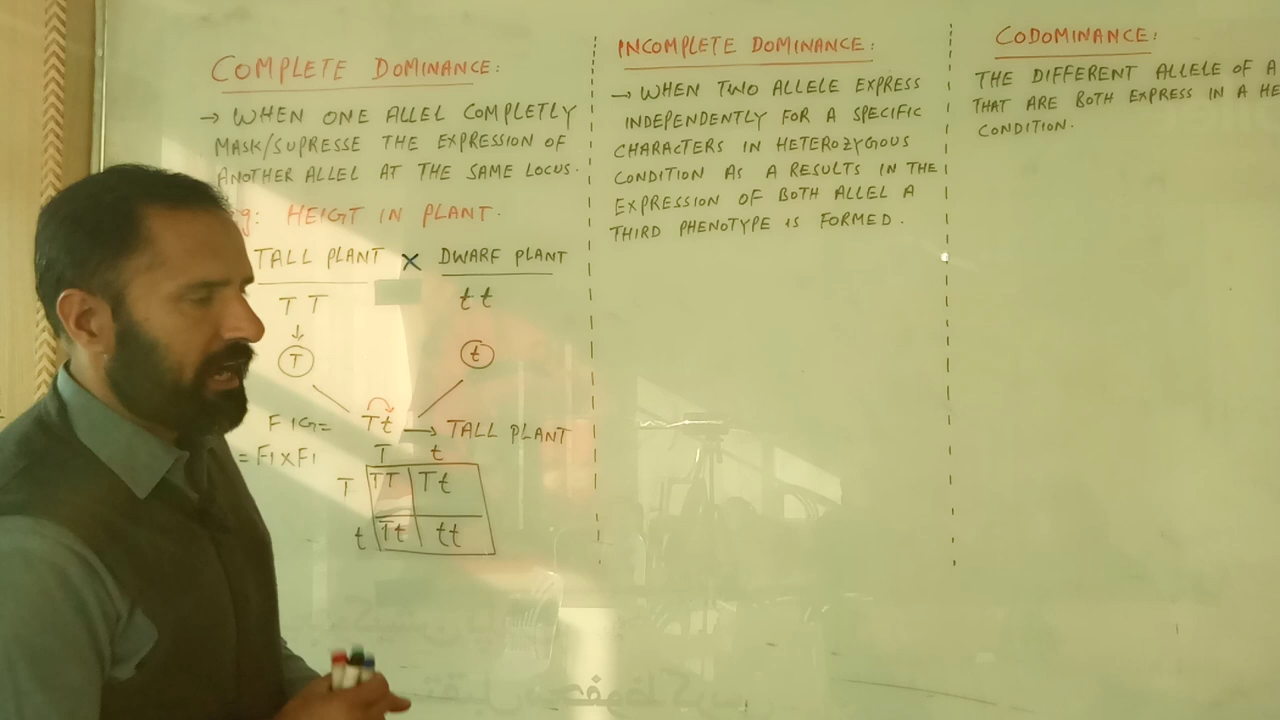 COMPLETE DOMINANCE:
→ WHEN ONE ALLEL COMPLETLY
MASK/SUPRESSE THE EXPRESSION OF
ANOTHER ALLEL AT THE SAME LOCUS.
g: HEIGT IN PLANT.
TALL PLANT X DWARF PLANT
TT tt
T t
F1G= Tt → TALL PLANT
= F1XF1 T t
T TT Tt
t Tt tt
INCOMPLETE DOMINANCE:
→ WHEN TWO ALLELE EXPRESS
INDEPENDENTLY FOR A SPECIFIC
CHARACTERS IN HETEROZYGOUS
CONDITION AS A RESULTS IN THE
EXPRESSION OF BOTH ALLEL A
THIRD PHENOTYPE IS FORMED.
CODOMINANCE:
THE DIFFERENT ALLELE OF A
THAT ARE BOTH EXPRESS IN A HE
CONDITION.